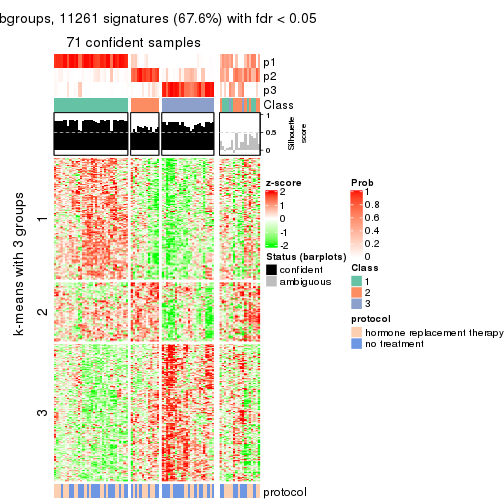 bgroups, 11261 signatures (67.6%) with fdr < 0.05
71 confident samples
p1
p2
p3
Class
1
0.5
0
Silhouette
score
k-means with 3 groups
1
2
3
z-score
2
1
0
-1
-2
Status (barplots)
confident
ambiguous
Prob
1
0.8
0.6
0.4
0.2
0
Class
1
2
3
protocol
hormone replacement therapy
no treatment
protocol